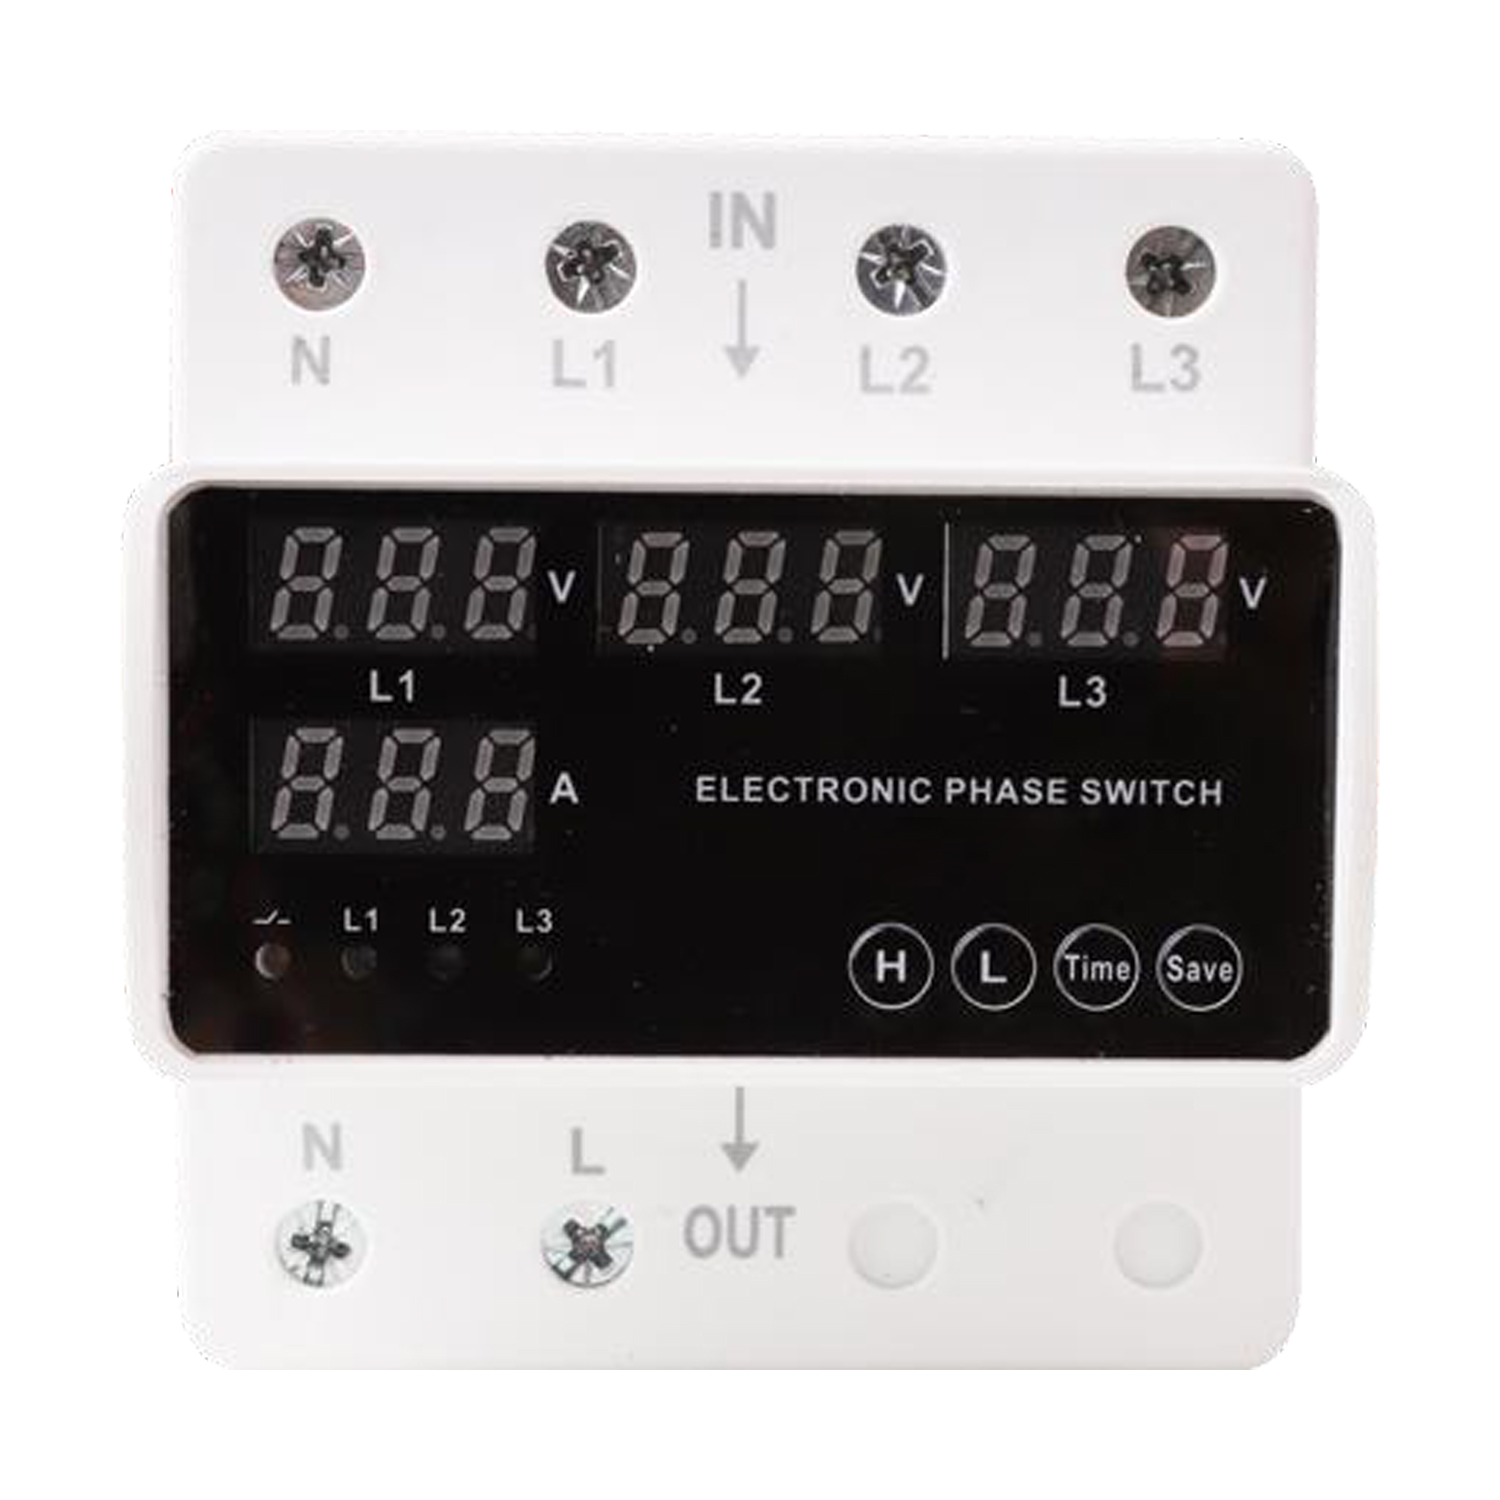 IN
N L1 L2 L3
V V V
L1 L2 L3
A
ELECTRONIC PHASE SWITCH
L1 L2 L3
H L Time Save
N L
OUT